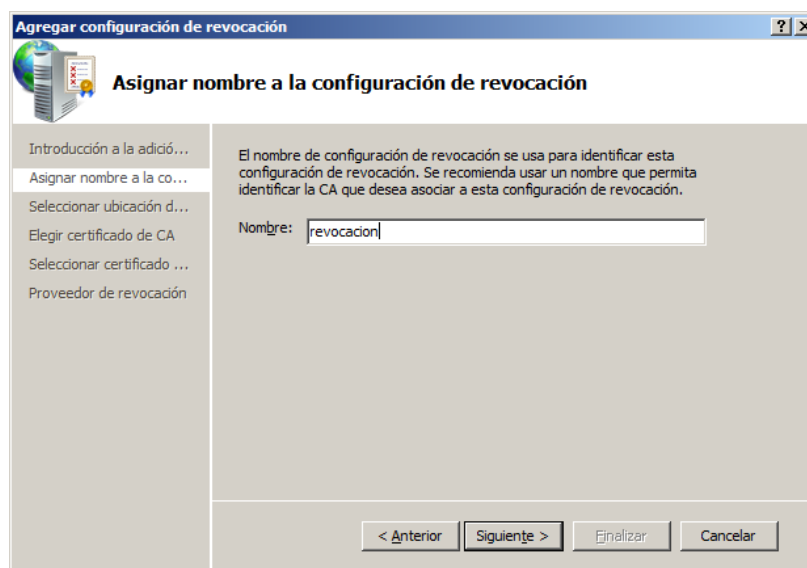 Agregar configuración de revocación
Asignar nombre a la configuración de revocación
Introducción a la adició...
Asignar nombre a la co...
Seleccionar ubicación d...
Elegir certificado de CA
Seleccionar certificado ...
Proveedor de revocación
El nombre de configuración de revocación se usa para identificar esta
configuración de revocación. Se recomienda usar un nombre que permita
identificar la CA que desea asociar a esta configuración de revocación.
Nombre: revocacion
< Anterior Siguiente > Finalizar Cancelar